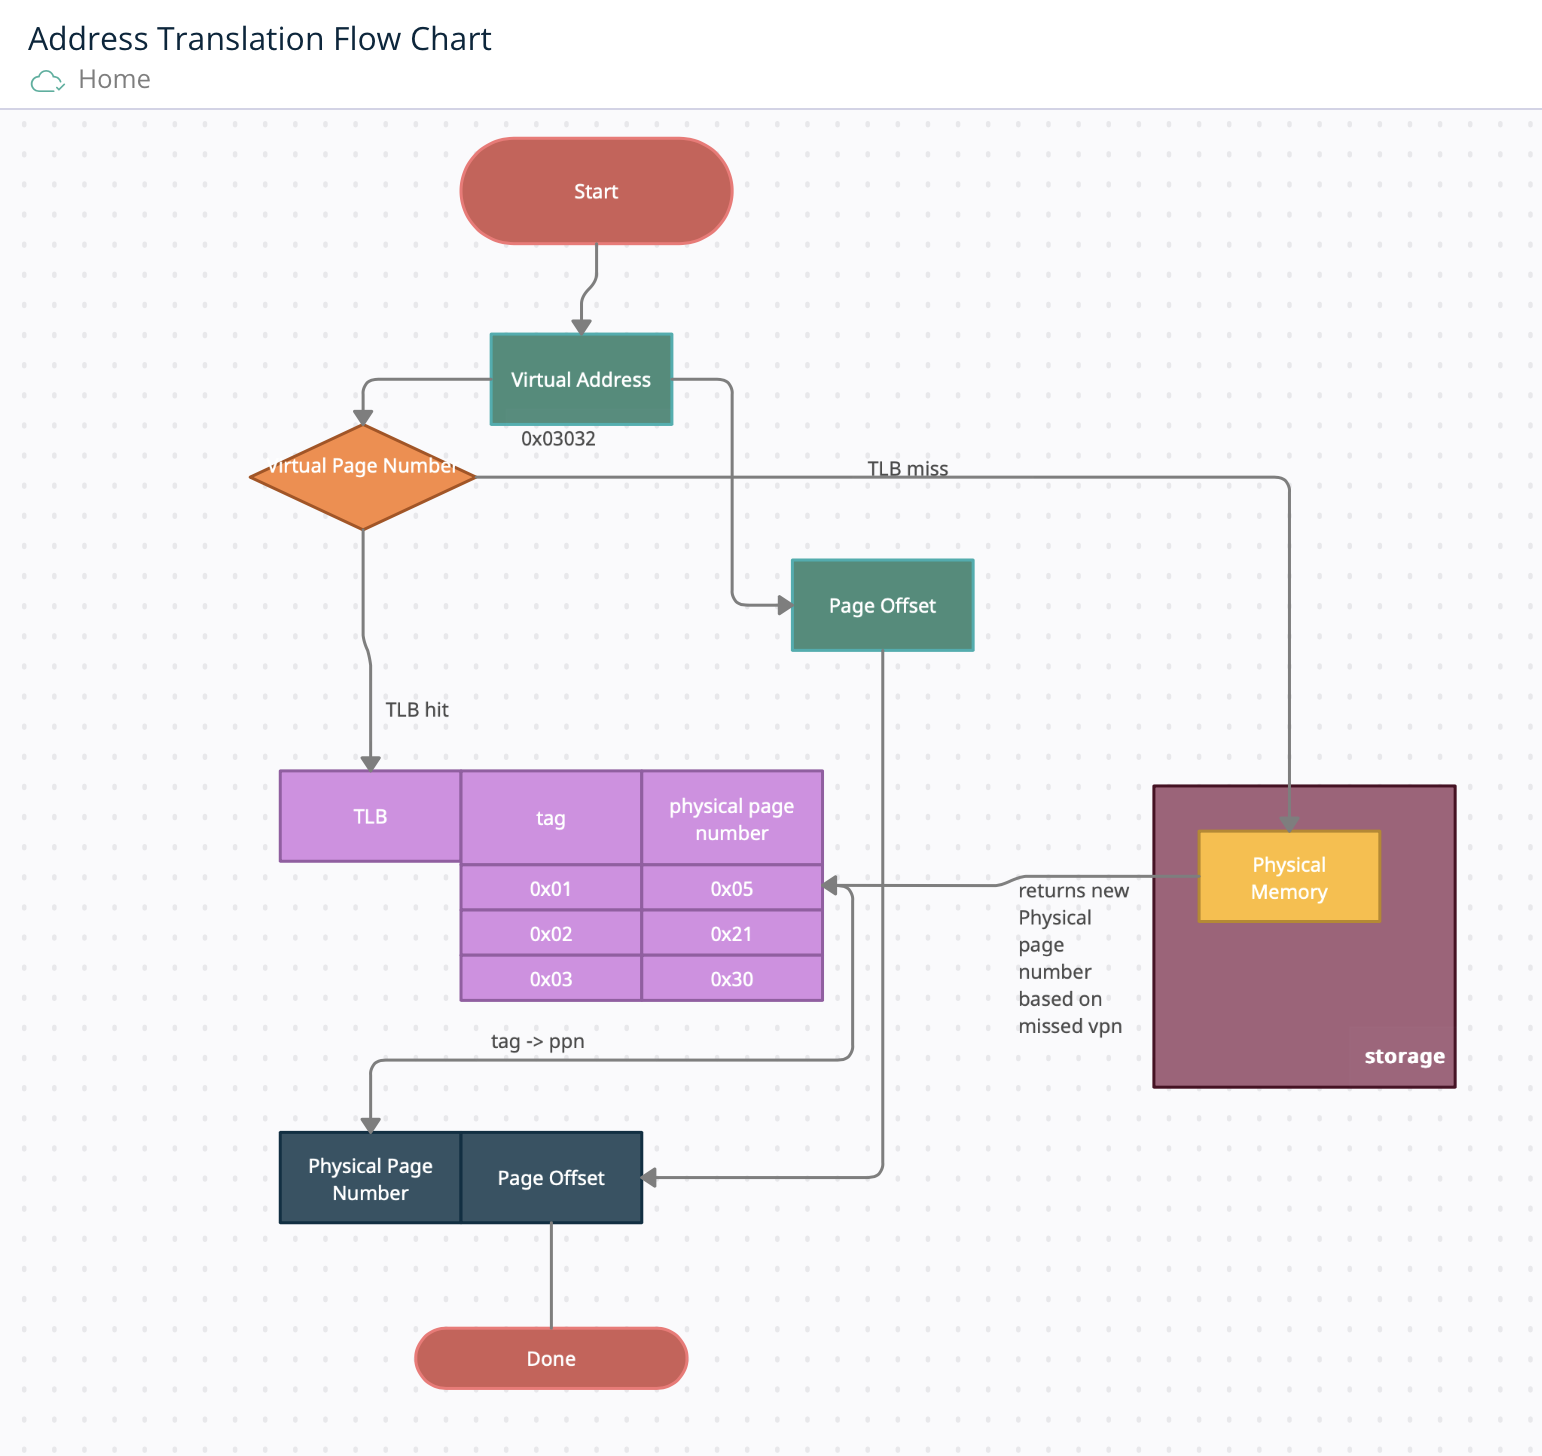 Address Translation Flow Chart
Home
Start
Virtual Address
0x03032
Virtual Page Number
TLB miss
Page Offset
TLB hit
TLB
tag
physical page
number
0x01
0x05
0x02
0x21
0x03
0x30
Physical
Memory
returns new
Physical
page
number
based on
missed vpn
storage
tag -> ppn
Physical Page
Number
Page Offset
Done